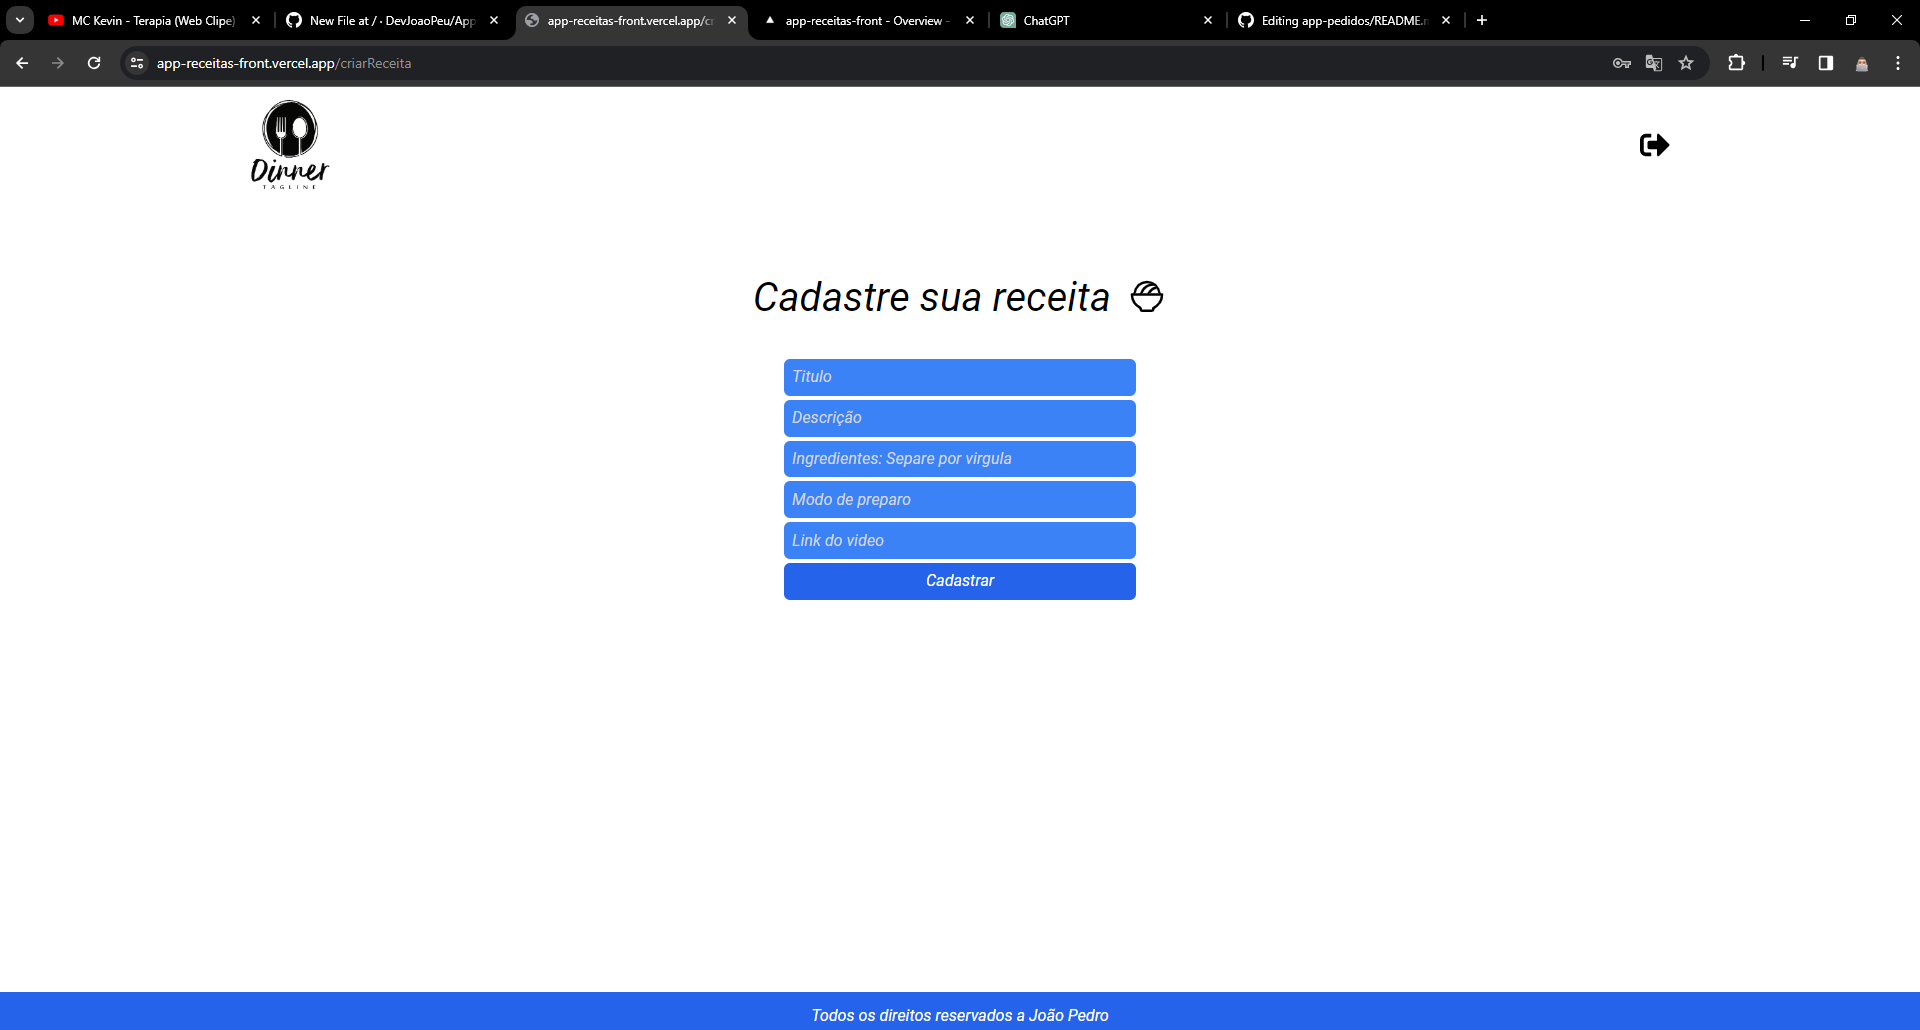 MC Kevin - Terapia (Web Clipe)
New File at / · DevJoaoPeu/App
app-receitas-front.vercel.app/cr
app-receitas-front - Overview -
ChatGPT
Editing app-pedidos/README.m
app-receitas-front.vercel.app/criarReceita
Dinner
TAGLINE
Cadastre sua receita
Titulo
Descrição
Ingredientes: Separe por virgula
Modo de preparo
Link do video
Cadastrar
Todos os direitos reservados a João Pedro